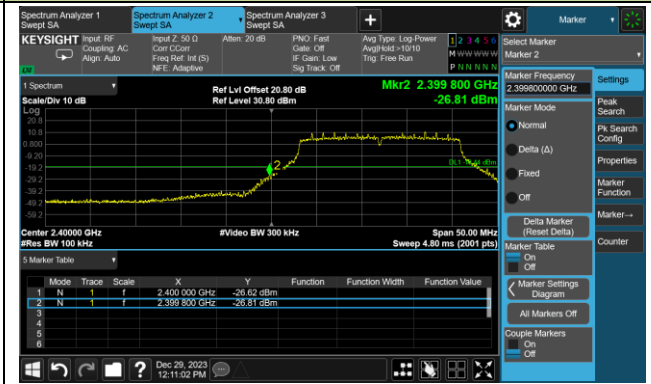 Spectrum Analyzer 1
Swept SA
Spectrum Analyzer 2
Swept SA
Spectrum Analyzer 3
Swept SA
Marker
KEYSIGHT
Input: RF
Coupling: AC
Align: Auto
Input Z: 50 Ω
Corr CCorr
Freq Ref: Int (S)
NFE: Adaptive
Atten: 20 dB
PNO: Fast
Gate: Off
IF Gain: Low
Sig Track: Off
Avg Type: Log-Power
Avg|Hold:>10/10
Trig: Free Run
1 2 3 4 5 6
M W W W W W
P N N N N N
Select Marker
Marker 2
1 Spectrum
Scale/Div 10 dB
Ref Lvl Offset 20.80 dB
Ref Level 30.80 dBm
Mkr2 2.399 800 GHz
-26.81 dBm
Log
20.8
10.8
0.800
-9.20
-19.2
-29.2
-39.2
-49.2
-59.2
2
Center 2.40000 GHz
#Res BW 100 kHz
#Video BW 300 kHz
Span 50.00 MHz
Sweep 4.80 ms (2001 pts)
5 Marker Table
Mode Trace Scale X Y Function Function Width Function Value
1 N 1 f 2.400 000 GHz -26.62 dBm
2 N 1 f 2.399 800 GHz -26.81 dBm
3
4
5
6
Marker Frequency
2.399800000 GHz
Marker Mode
Normal
Delta (Δ)
Fixed
Off
Delta Marker
(Reset Delta)
Marker Table
On
Off
Marker Settings
Diagram
All Markers Off
Couple Markers
On
Off
Settings
Peak
Search
Pk Search
Config
Properties
Marker
Function
Marker→
Counter
?
Dec 29, 2023
12:11:02 PM